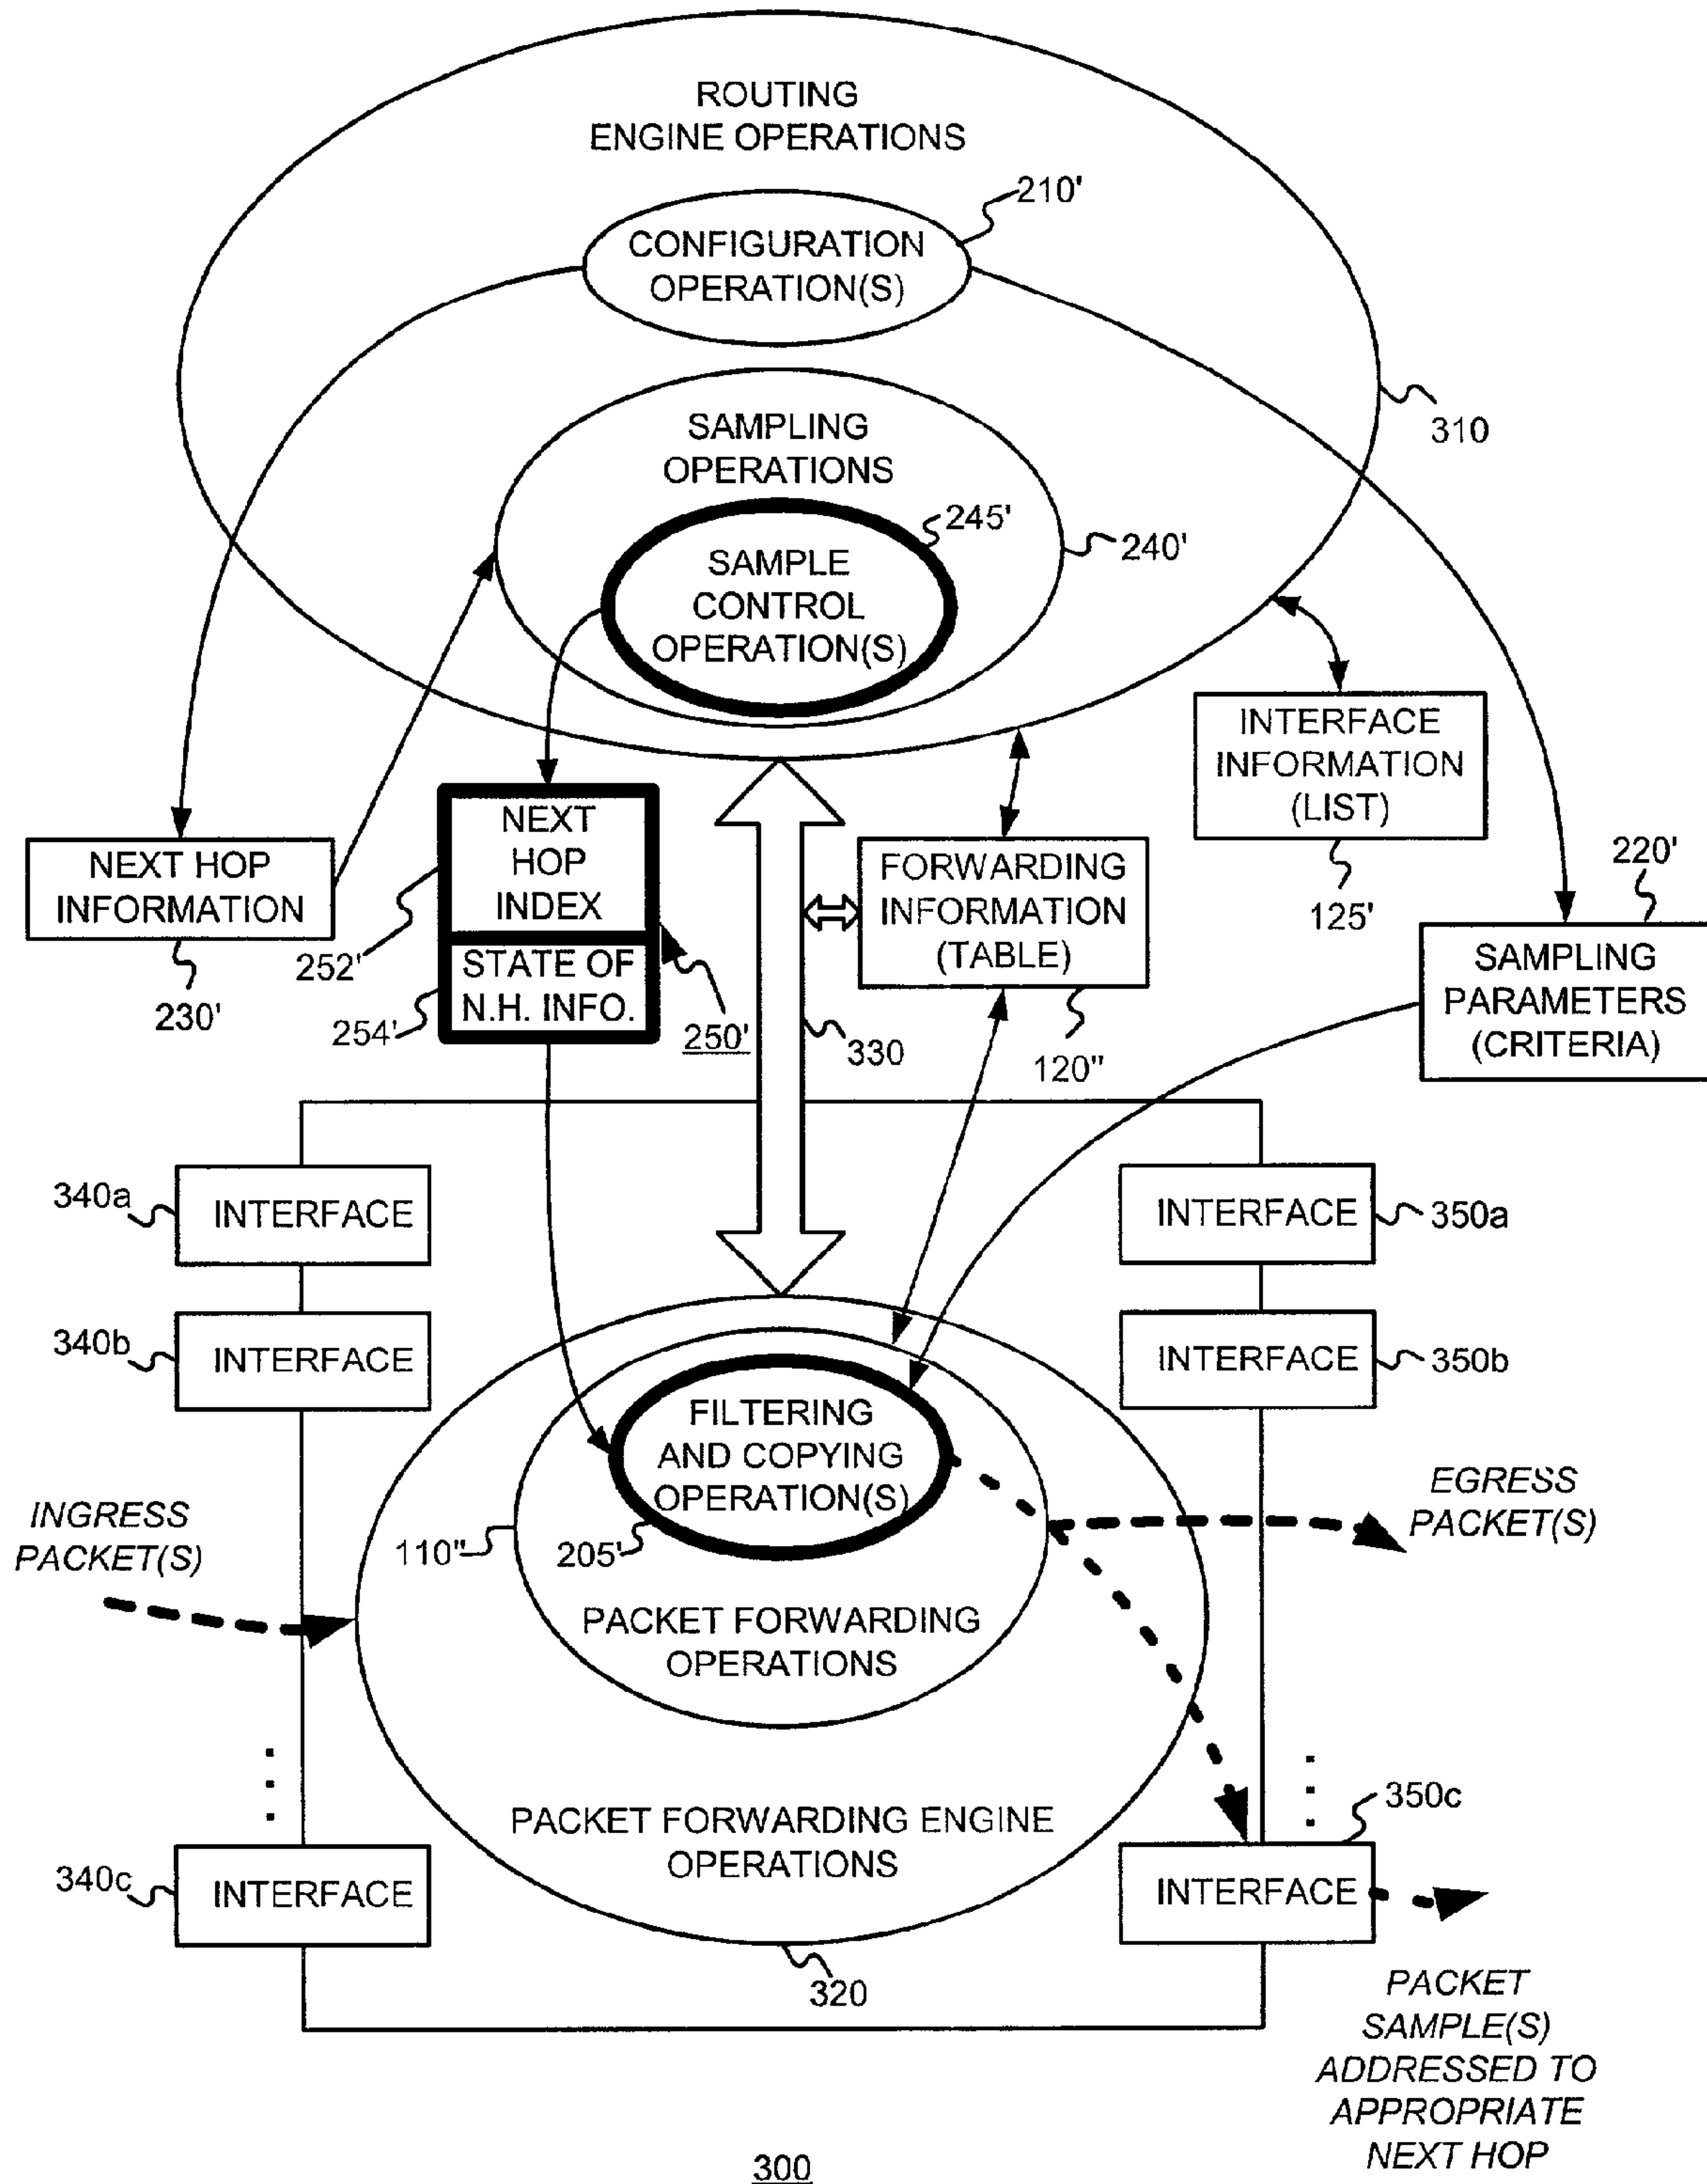 ROUTING
ENGINE OPERATIONS
210'
CONFIGURATION
OPERATION(S)
310
SAMPLING
OPERATIONS
245'
240'
SAMPLE
CONTROL
OPERATION(S)
INTERFACE
INFORMATION
(LIST)
125'
NEXT HOP
INFORMATION
230'
NEXT
HOP
INDEX
252'
STATE OF
N.H. INFO.
254'
250'
330
FORWARDING
INFORMATION
(TABLE)
120"
220'
SAMPLING
PARAMETERS
(CRITERIA)
340a
INTERFACE
INTERFACE
350a
340b
INTERFACE
INTERFACE
350b
FILTERING
AND COPYING
OPERATION(S)
INGRESS
PACKET(S)
110"
205'
EGRESS
PACKET(S)
PACKET FORWARDING
OPERATIONS
PACKET FORWARDING ENGINE
OPERATIONS
350c
340c
INTERFACE
INTERFACE
320
PACKET
SAMPLE(S)
ADDRESSED TO
APPROPRIATE
NEXT HOP
300